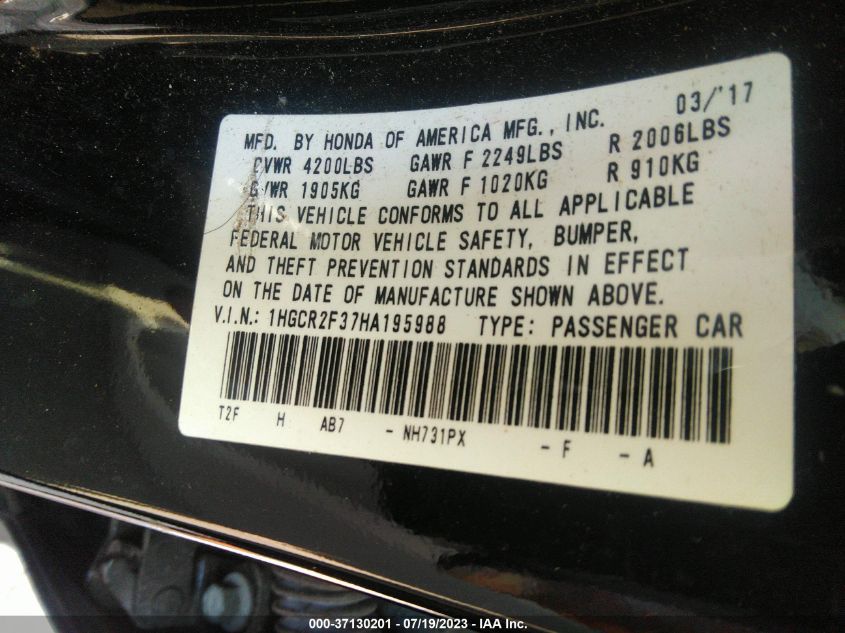 03/'17
MFD. BY HONDA OF AMERICA MFG., INC.
GVWR 4200LBS GAWR F 2249LBS R 2006LBS
GVWR 1905KG GAWR F 1020KG R 910KG
THIS VEHICLE CONFORMS TO ALL APPLICABLE
FEDERAL MOTOR VEHICLE SAFETY, BUMPER,
AND THEFT PREVENTION STANDARDS IN EFFECT
ON THE DATE OF MANUFACTURE SHOWN ABOVE.
V.I.N.: 1HGCR2F37HA195988 TYPE: PASSENGER CAR
T2F H AB7 - NH731PX - F - A
000-37130201 - 07/19/2023 - IAA Inc.